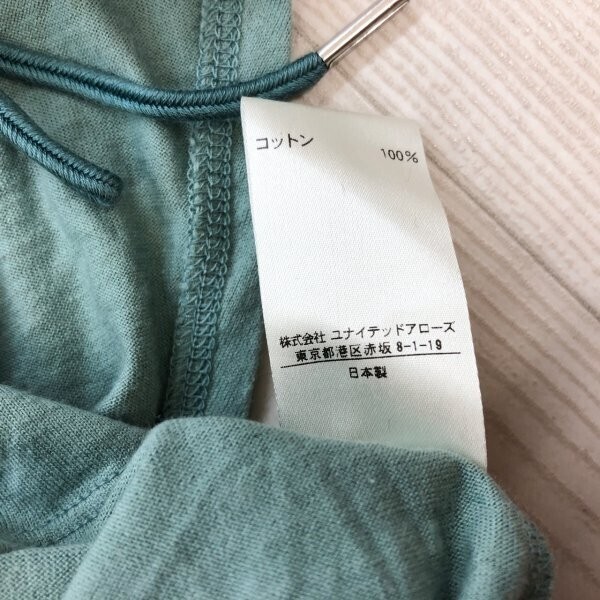 コットン 100%
株式会社 ユナイテッドアローズ
東京都港区赤坂 8-1-19
日本製